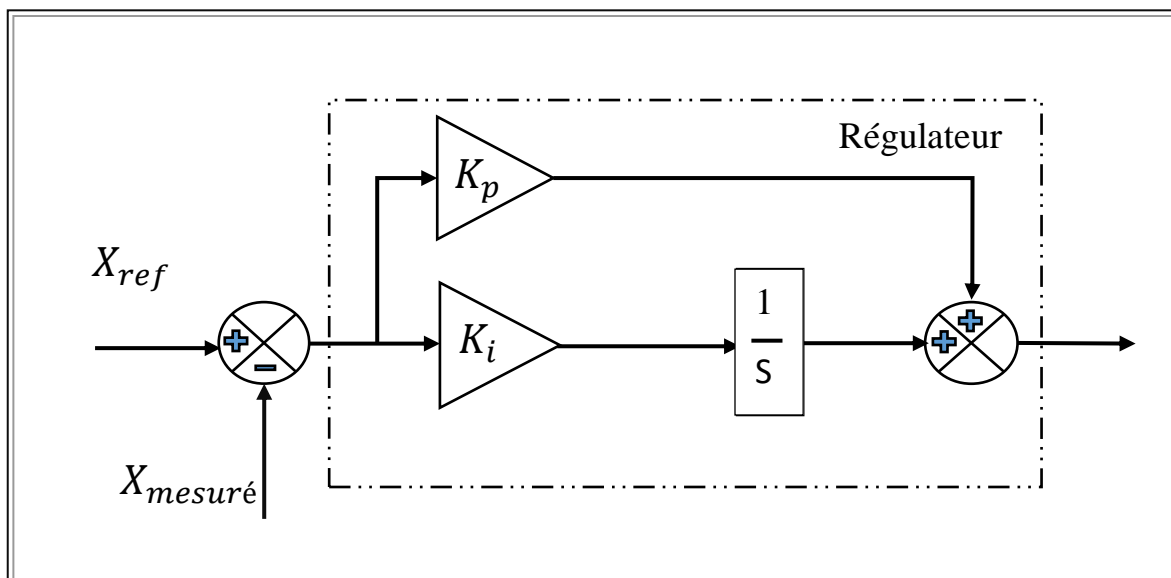 Régulateur
K_p
X_ref
K_i
1
S
X_mesuré